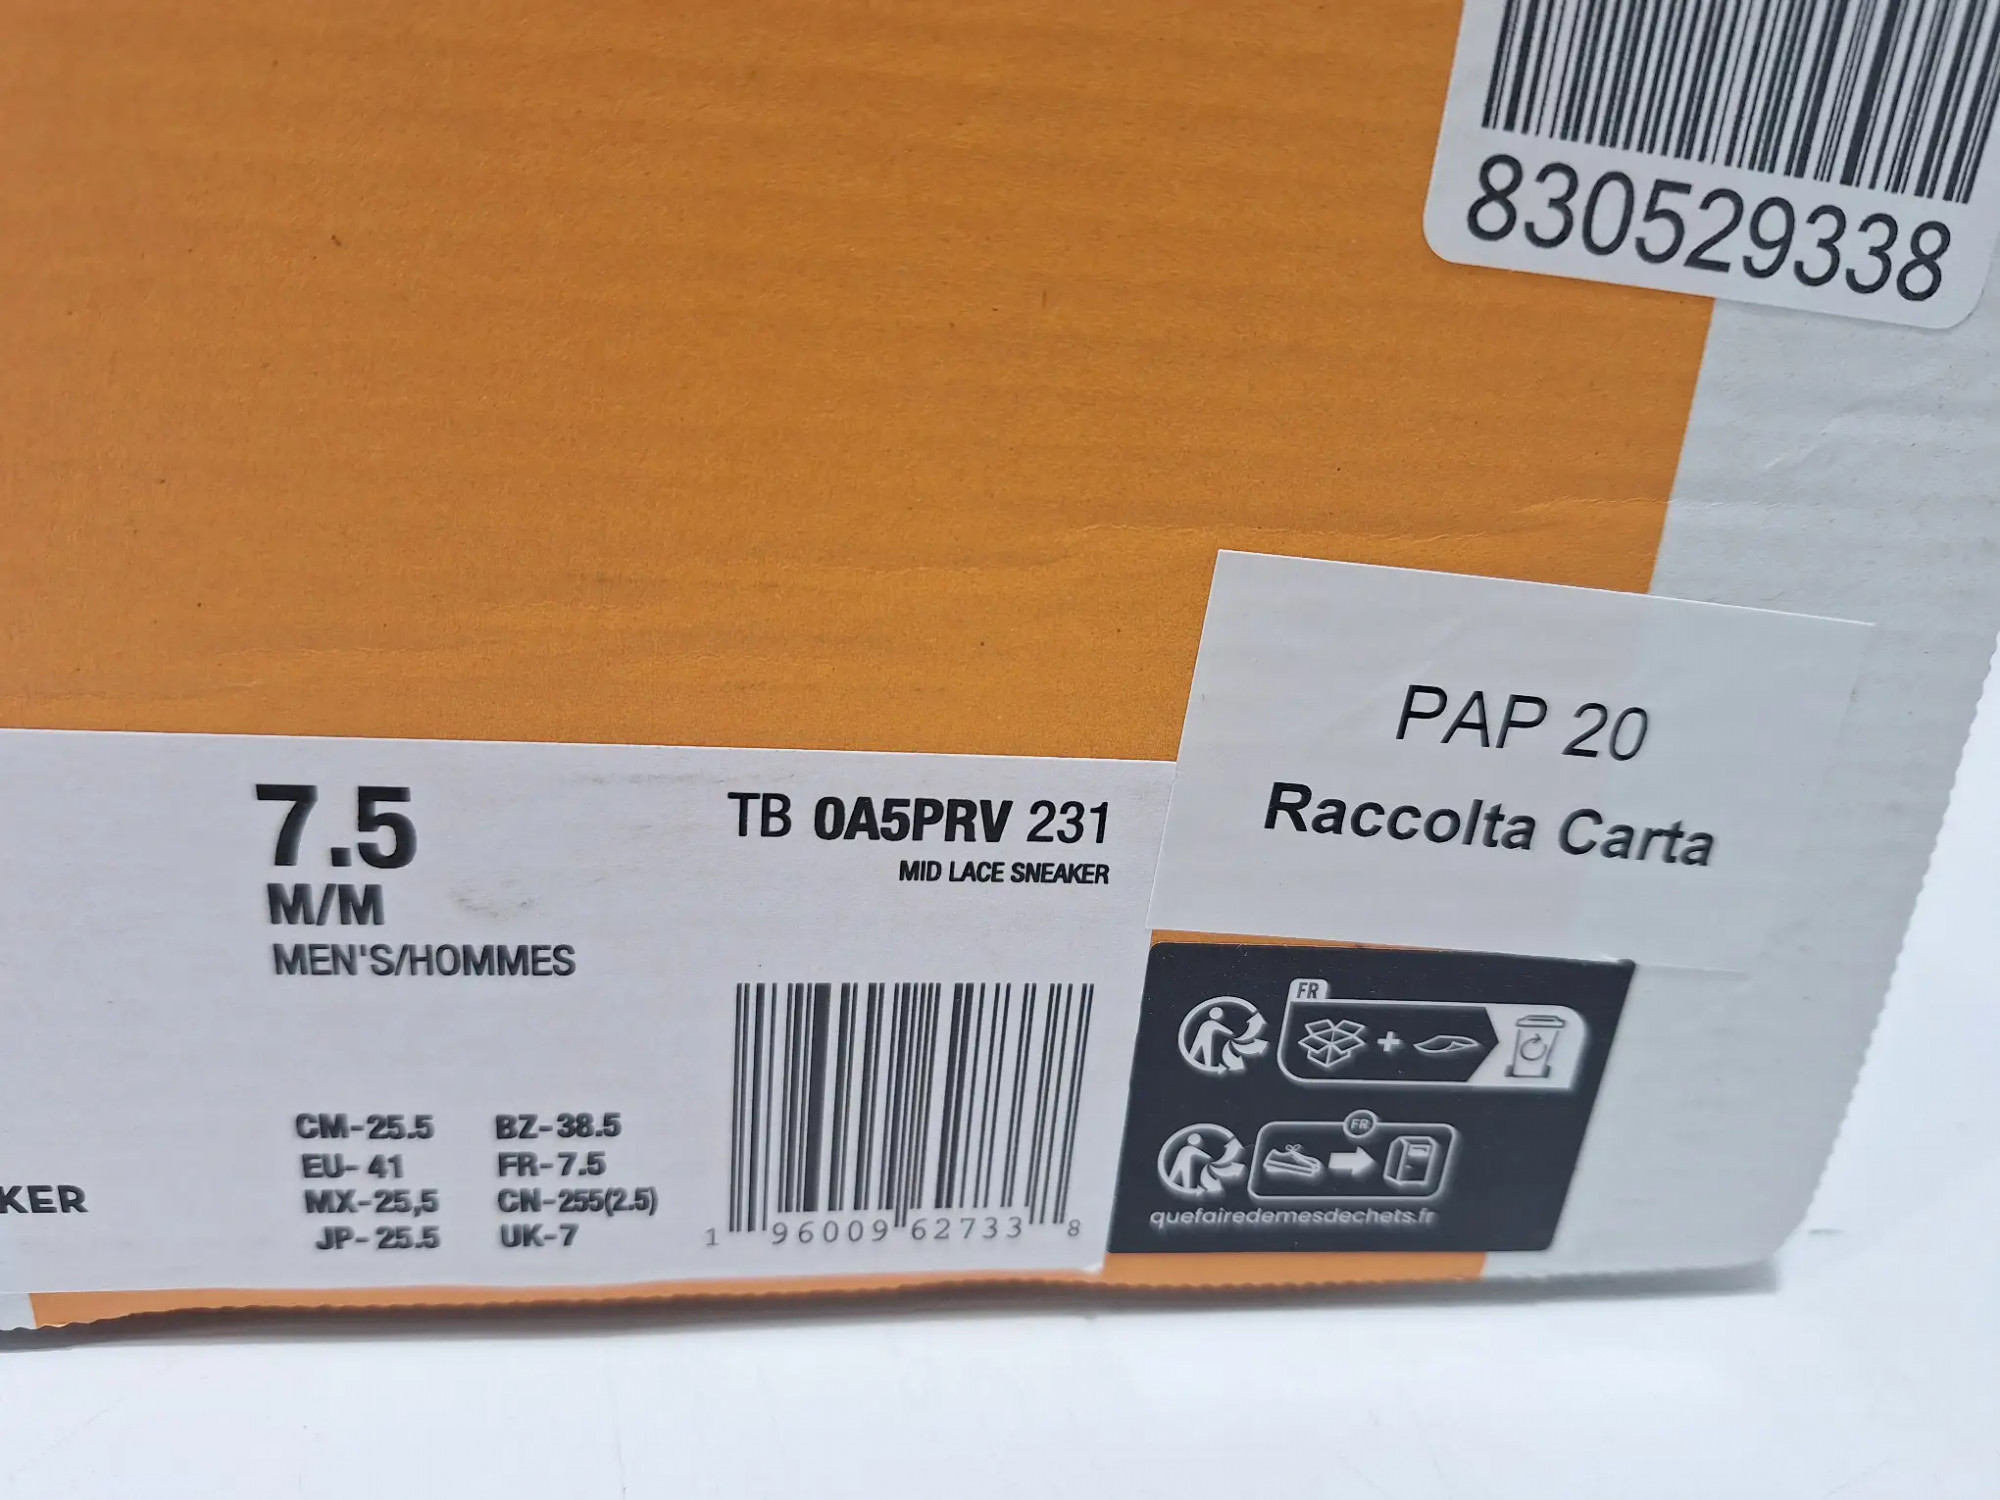 830529338
PAP 20
Raccolta Carta
7.5
M/M
MEN'S/HOMMES
TB 0A5PRV 231
MID LACE SNEAKER
CM-25.5 BZ-38.5
EU-41 FR-7.5
MX-25,5 CN-255(2.5)
JP-25.5 UK-7
KER
1 96009 62733 8
FR
FR
quefairedemesdechets.fr